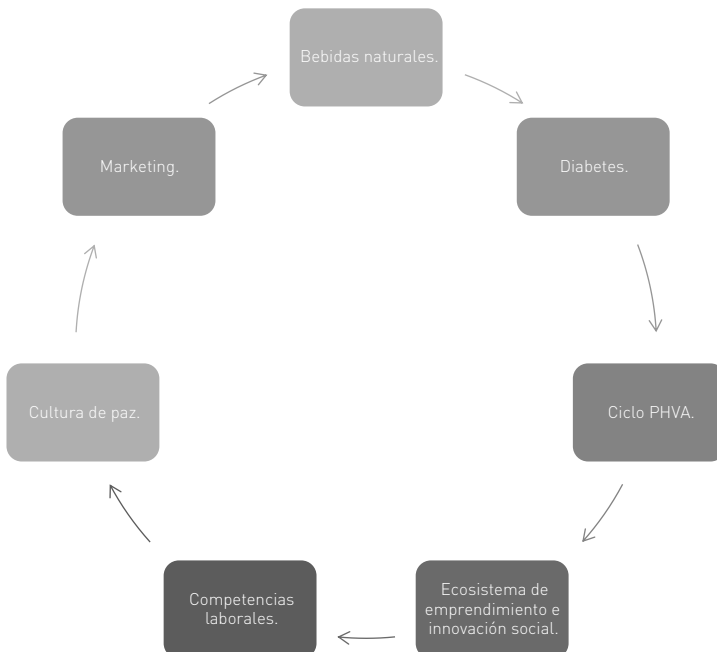 Bebidas naturales.
Marketing.
Diabetes.
Cultura de paz.
Ciclo PHVA.
Competencias
laborales.
Ecosistema de
emprendimiento e
innovación social.